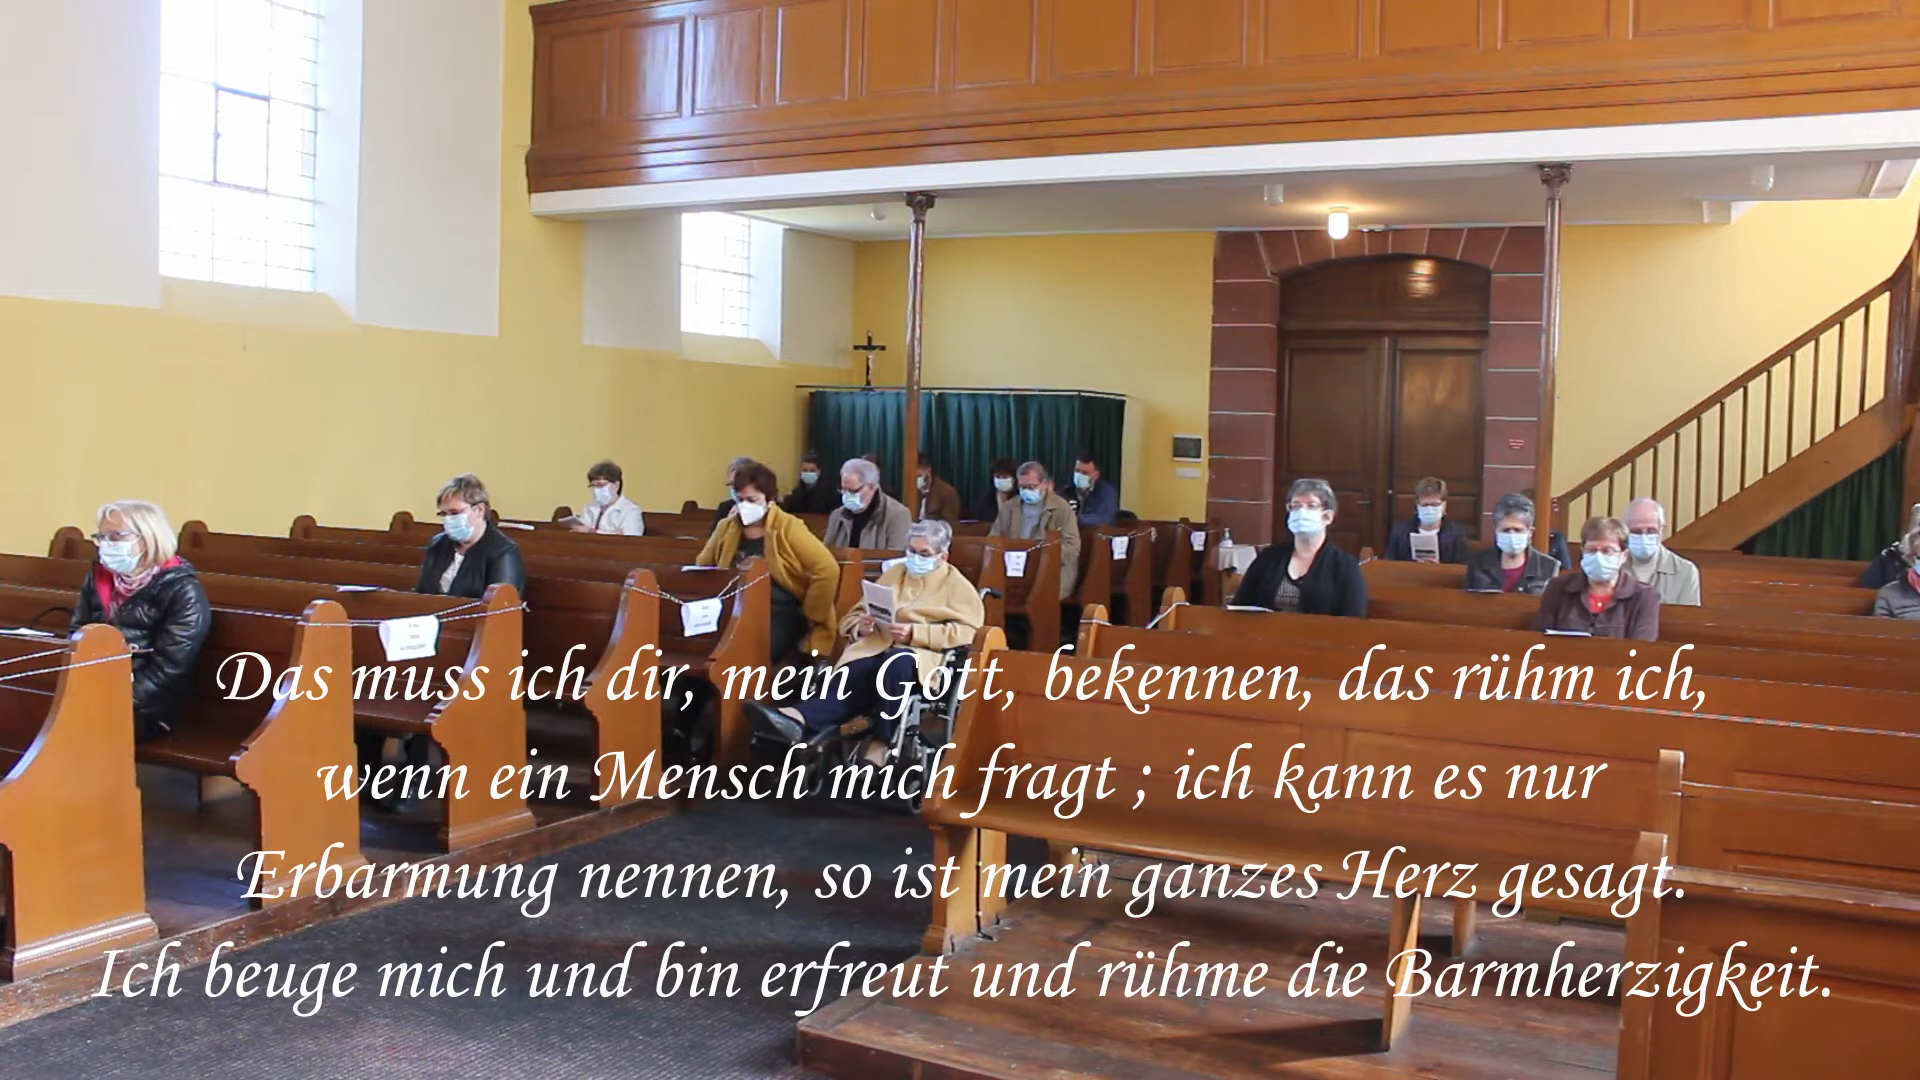 Das muss ich dir, mein Gott, bekennen, das rühm ich,
wenn ein Mensch mich fragt ; ich kann es nur
Erbarmung nennen, so ist mein ganzes Herz gesagt.
Ich beuge mich und bin erfreut und rühme die Barmherzigkeit.